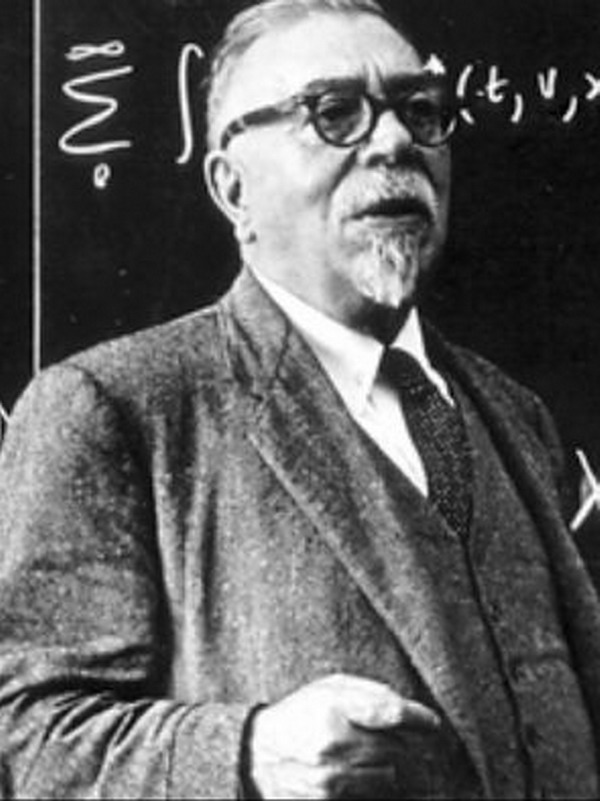 ∞
∑ ∫ (t, v, x
0